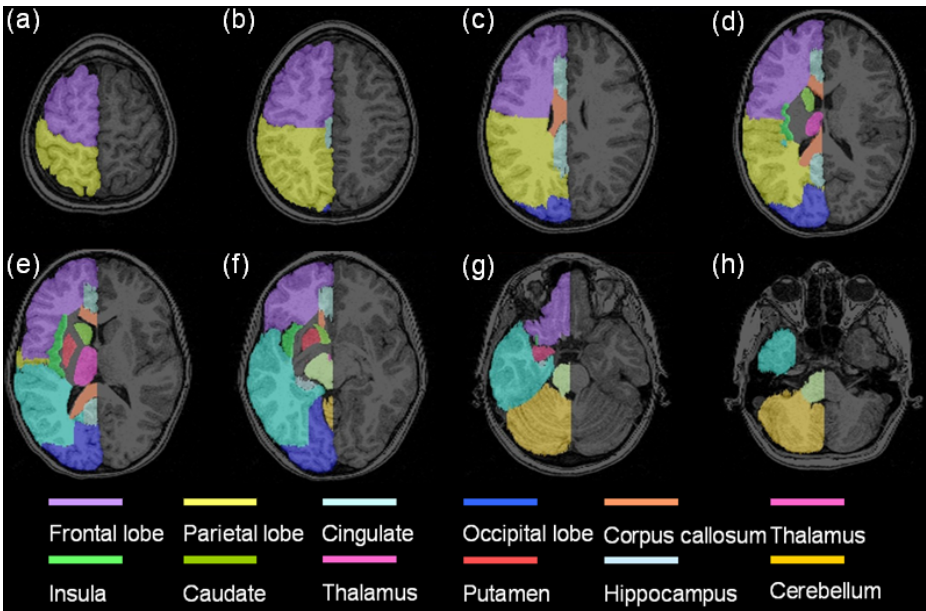 (a) (b) (c) (d)
(e) (f) (g) (h)
Frontal lobe Parietal lobe Cingulate Occipital lobe Corpus callosum Thalamus
Insula Caudate Thalamus Putamen Hippocampus Cerebellum